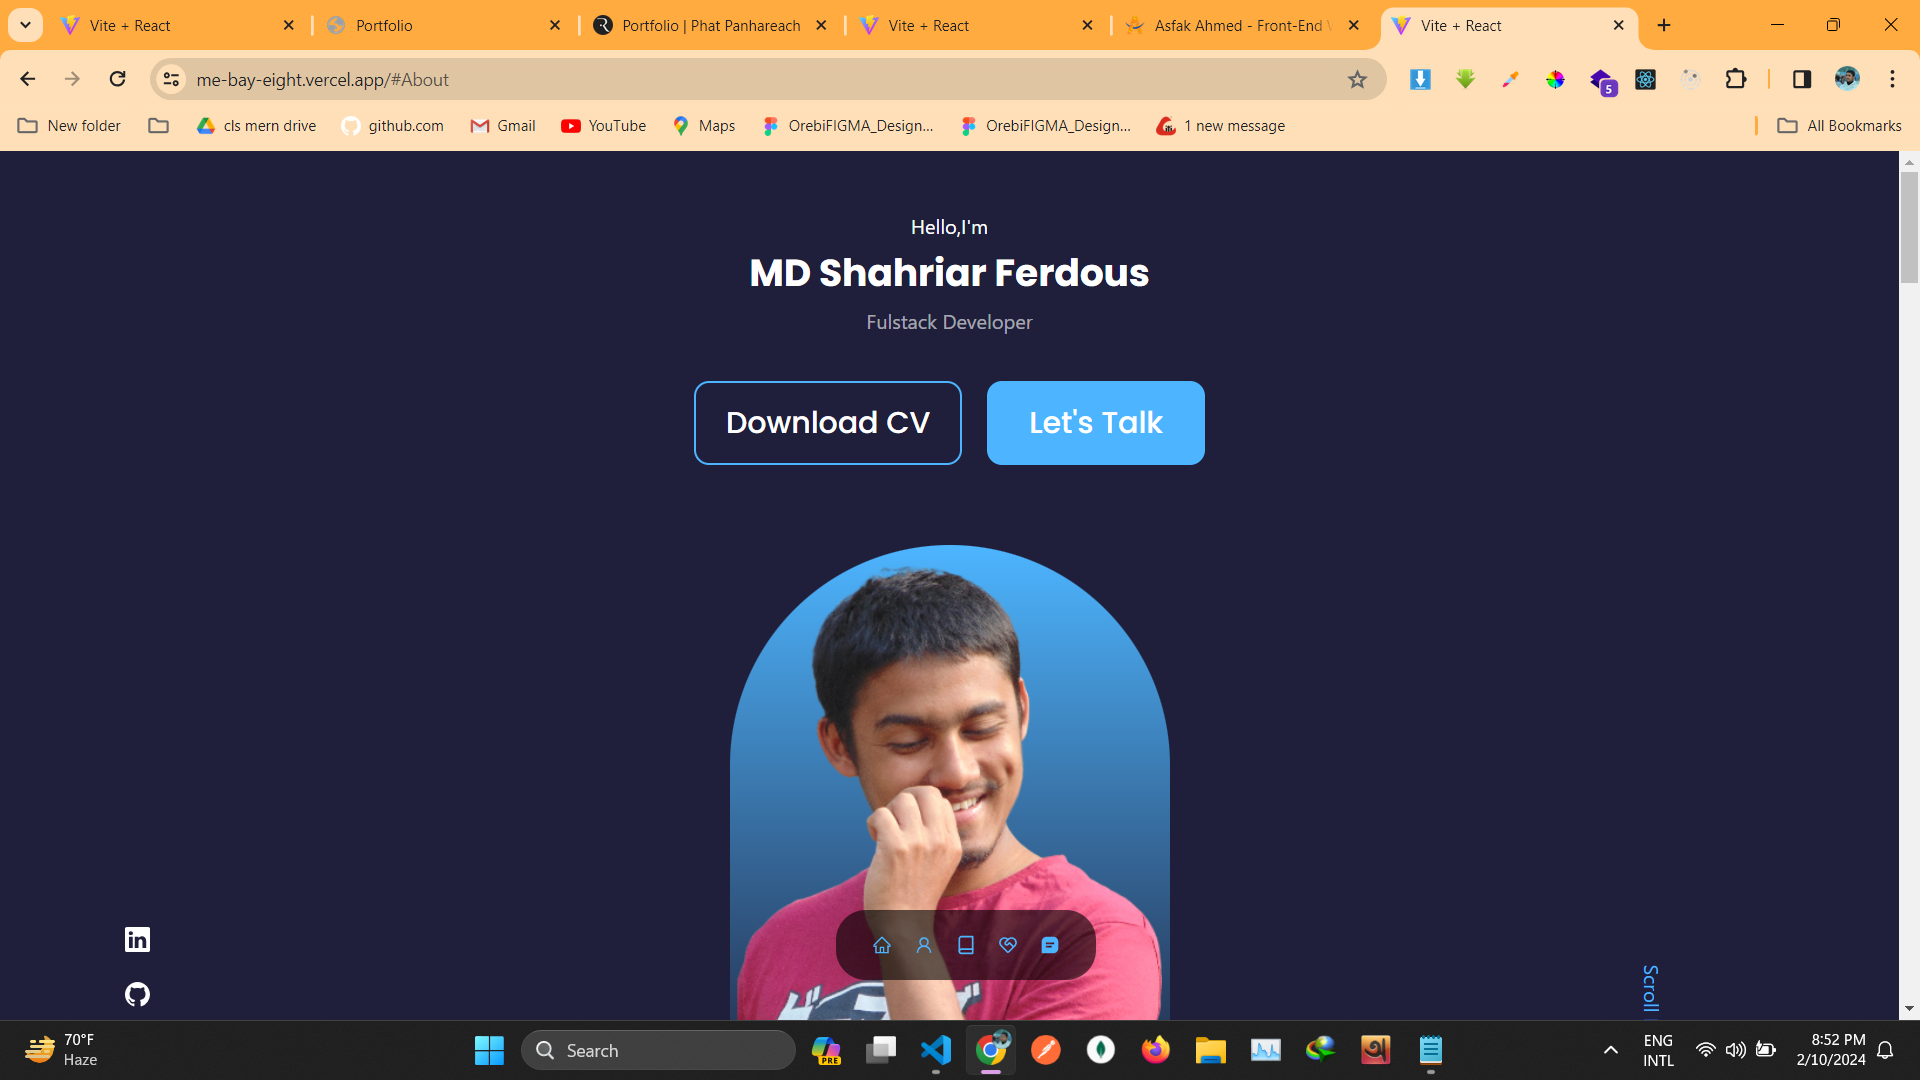 Vite + React
Portfolio
Portfolio | Phat Panhareach
Vite + React
Asfak Ahmed - Front-End
Vite + React
me-bay-eight.vercel.app/#About
5
New folder
cls mern drive
github.com
Gmail
YouTube
Maps
OrebiFIGMA_Design...
OrebiFIGMA_Design...
1 new message
All Bookmarks
Hello,I'm
MD Shahriar Ferdous
Fulstack Developer
Download CV
Let's Talk
in
Scroll
70°F
Haze
Search
PRE
ENG
INTL
8:52 PM
2/10/2024